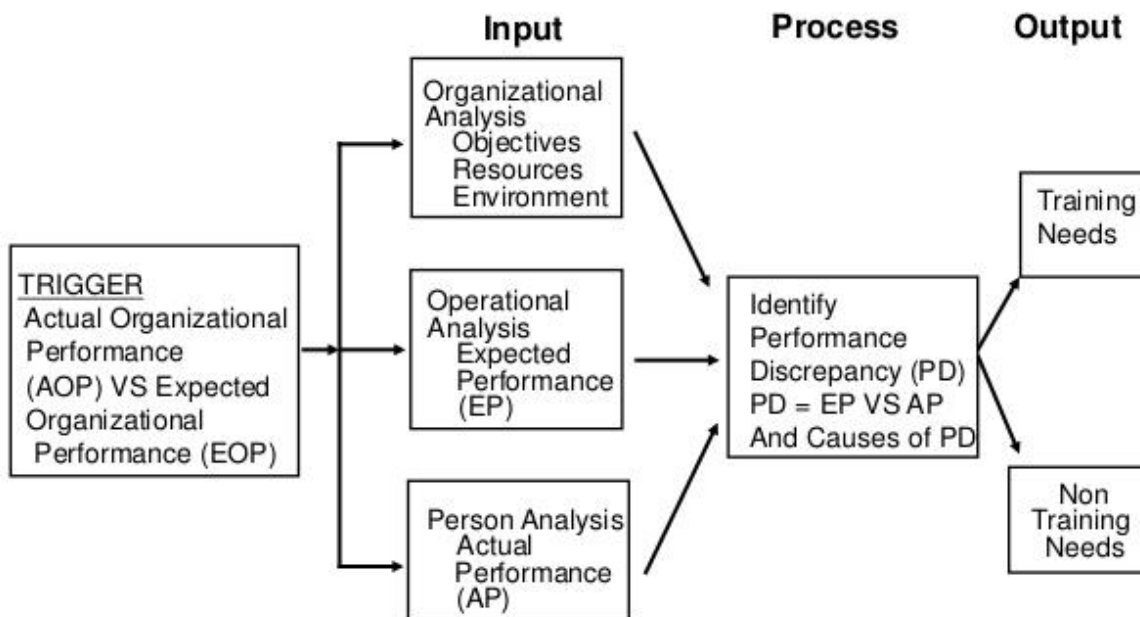 Input
Process
Output
Organizational
Analysis
Objectives
Resources
Environment
Training
Needs
TRIGGER
Actual Organizational
Performance
(AOP) VS Expected
Organizational
Performance (EOP)
Operational
Analysis
Expected
Performance
(EP)
Identify
Performance
Discrepancy (PD)
PD = EP VS AP
And Causes of PD
Person Analysis
Actual
Performance
(AP)
Non
Training
Needs